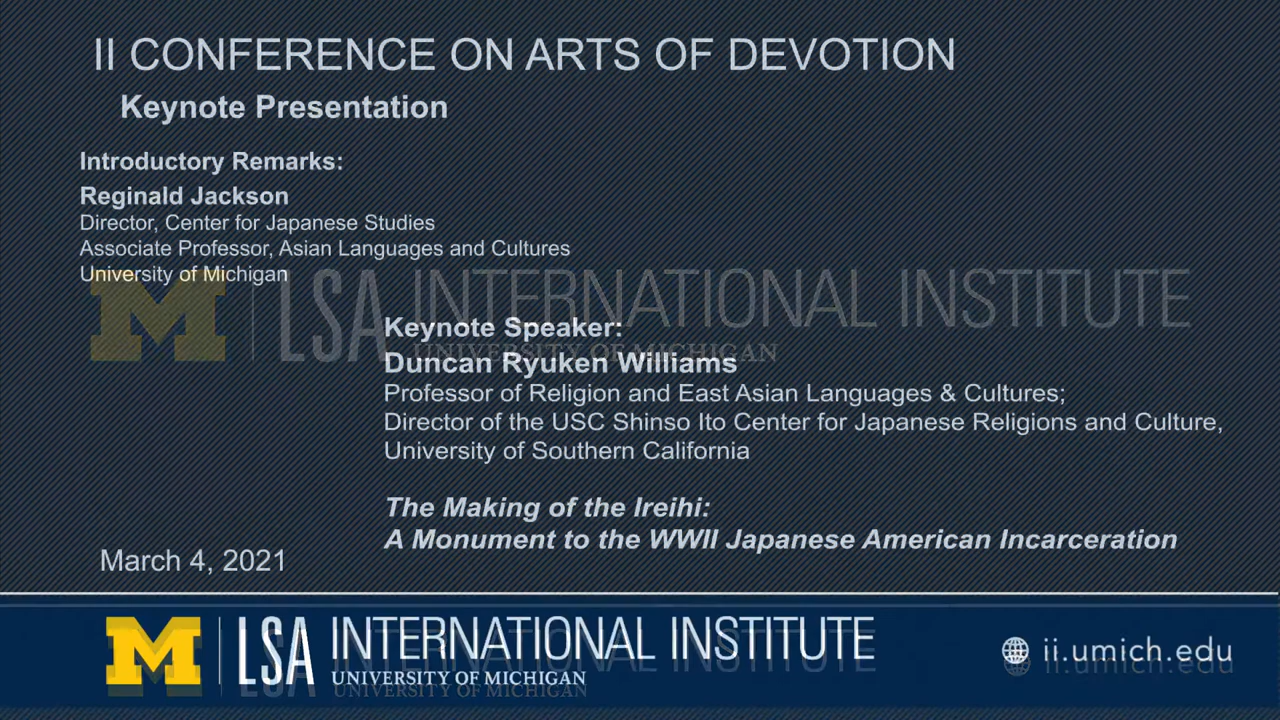 II CONFERENCE ON ARTS OF DEVOTION
Keynote Presentation
Introductory Remarks:
Reginald Jackson
Director, Center for Japanese Studies
Associate Professor, Asian Languages and Cultures
University of Michigan
M LSA INTERNATIONAL INSTITUTE
UNIVERSITY OF MICHIGAN
Keynote Speaker:
Duncan Ryuken Williams
Professor of Religion and East Asian Languages & Cultures;
Director of the USC Shinso Ito Center for Japanese Religions and Culture,
University of Southern California
The Making of the Ireihi:
A Monument to the WWII Japanese American Incarceration
March 4, 2021
M LSA INTERNATIONAL INSTITUTE
UNIVERSITY OF MICHIGAN
ii.umich.edu